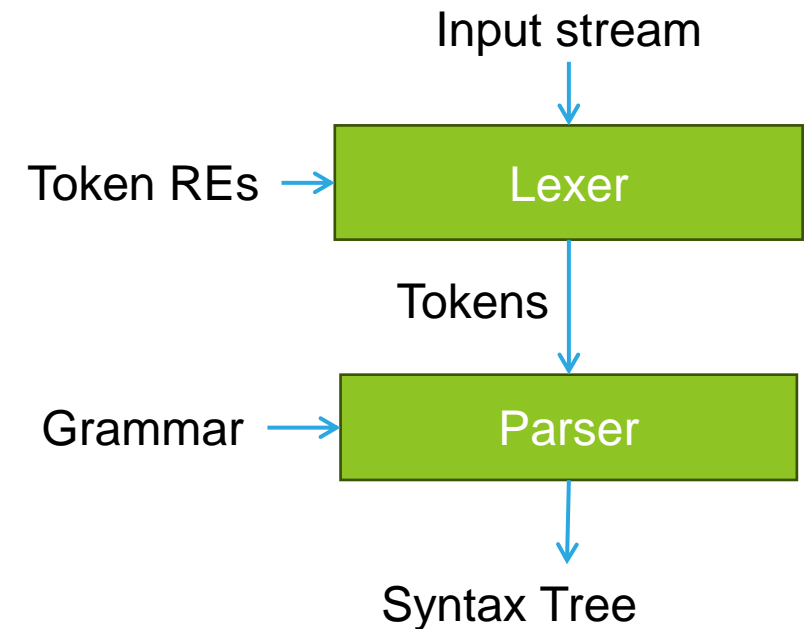 Input stream
Token REs
Lexer
Tokens
Grammar
Parser
Syntax Tree